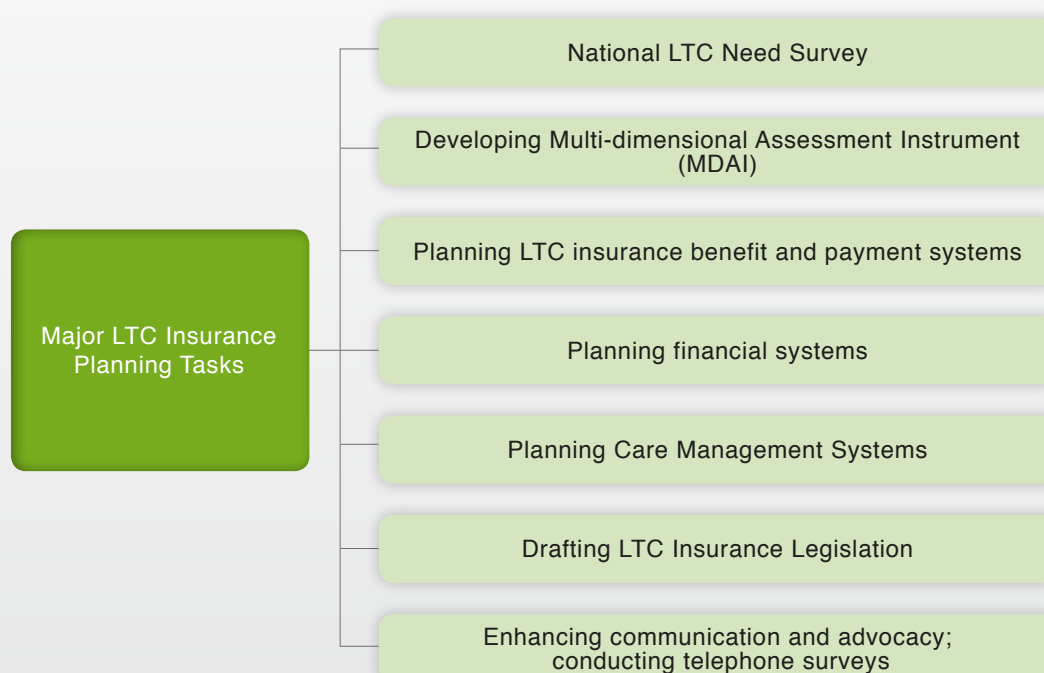 Major LTC Insurance
Planning Tasks
National LTC Need Survey
Developing Multi-dimensional Assessment Instrument
(MDAI)
Planning LTC insurance benefit and payment systems
Planning financial systems
Planning Care Management Systems
Drafting LTC Insurance Legislation
Enhancing communication and advocacy;
conducting telephone surveys